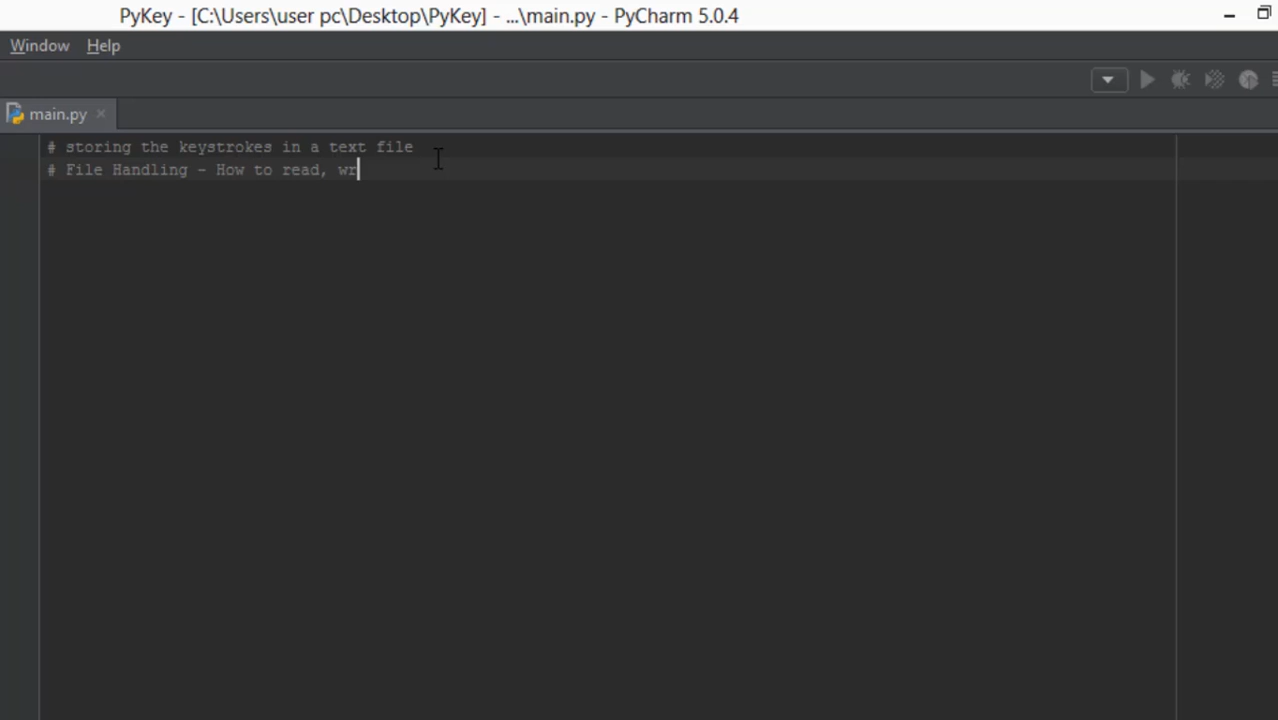 PyKey - [C:\Users\user pc\Desktop\PyKey] - ...\main.py - PyCharm 5.0.4
Window Help
main.py
# storing the keystrokes in a text file
# File Handling - How to read, wr